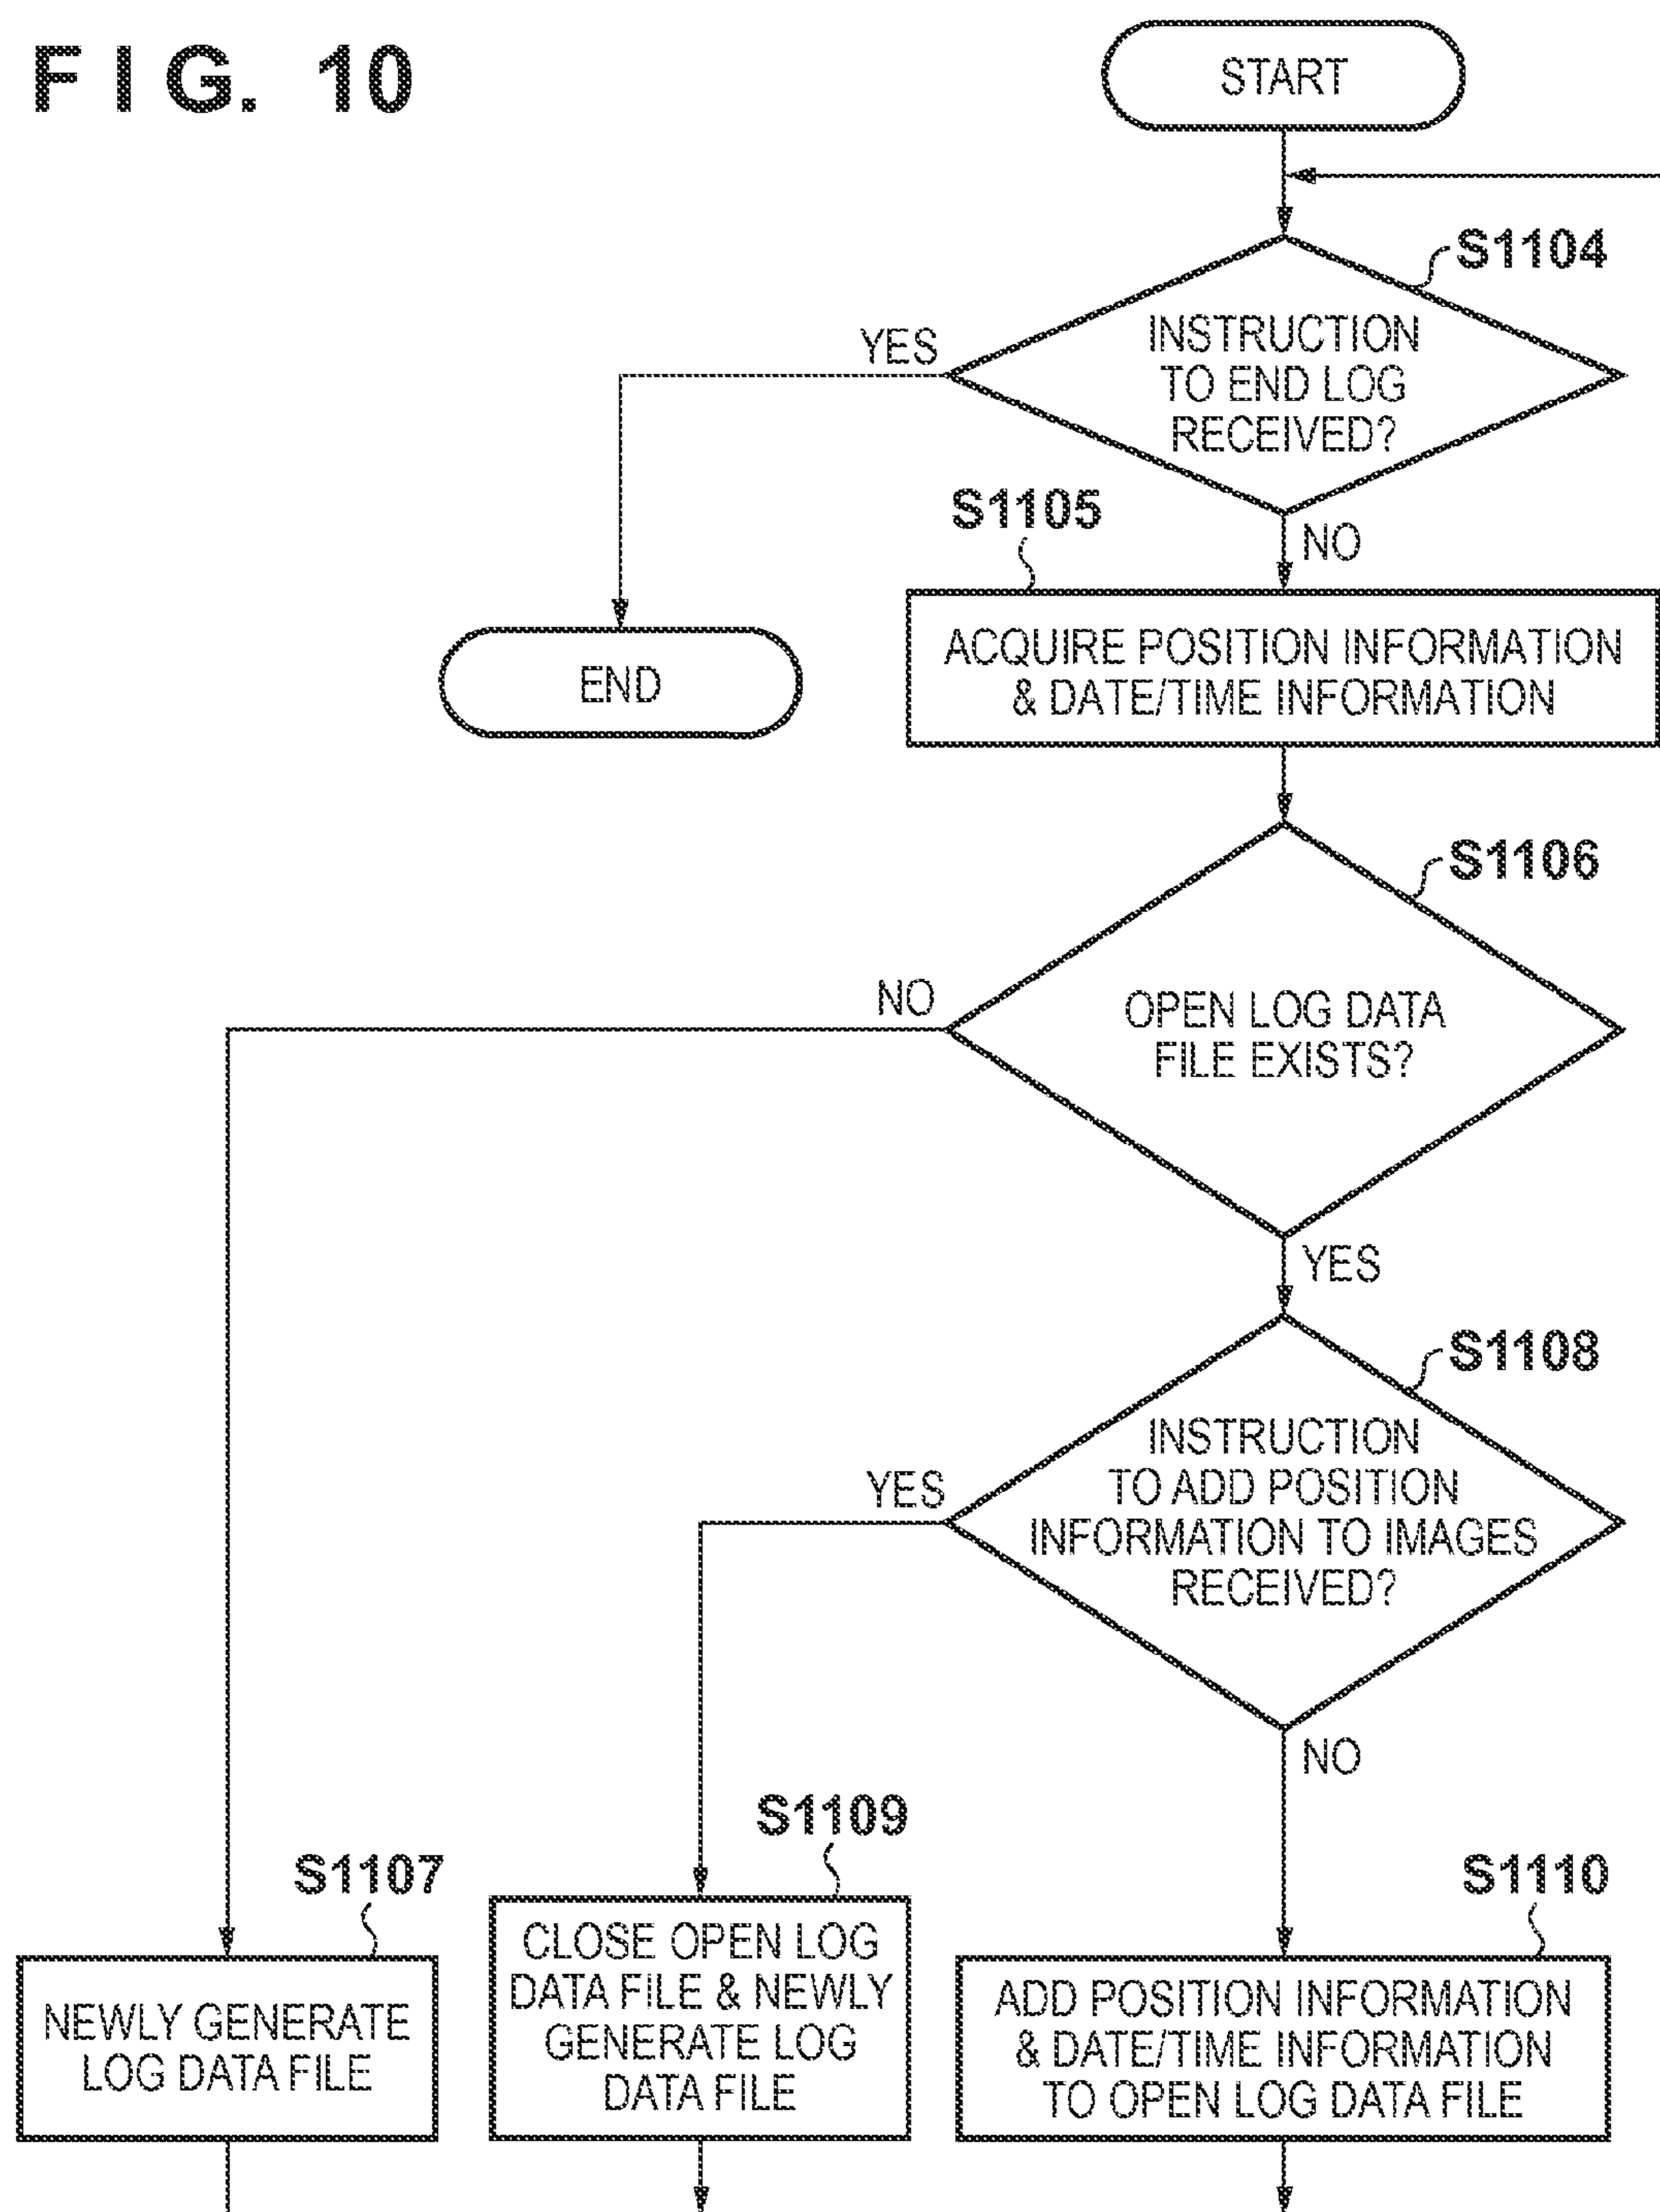 FIG. 10
START
S1104
INSTRUCTION
TO END LOG
RECEIVED?
YES
NO
S1105
ACQUIRE POSITION INFORMATION
& DATE/TIME INFORMATION
END
S1106
OPEN LOG DATA
FILE EXISTS?
NO
YES
S1108
INSTRUCTION
TO ADD POSITION
INFORMATION TO IMAGES
RECEIVED?
YES
NO
S1107
NEWLY GENERATE
LOG DATA FILE
S1109
CLOSE OPEN LOG
DATA FILE & NEWLY
GENERATE LOG
DATA FILE
S1110
ADD POSITION INFORMATION
& DATE/TIME INFORMATION
TO OPEN LOG DATA FILE